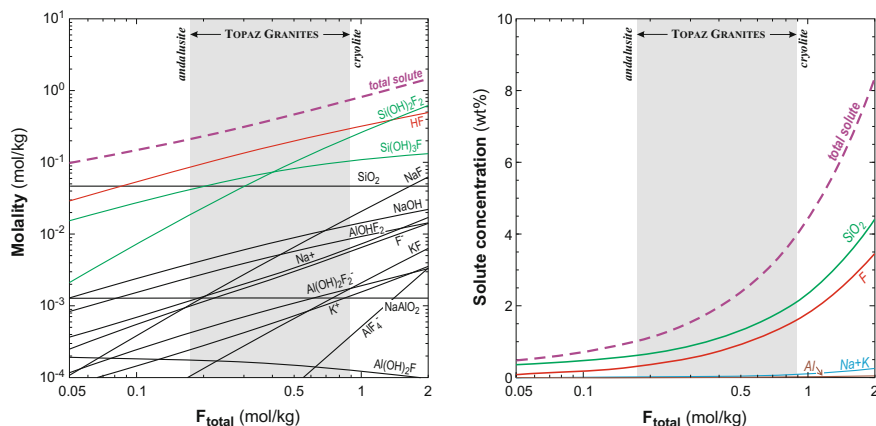 TOPAZ GRANITES
andalusite
cryolite
10¹
10⁰
10⁻¹
10⁻²
10⁻³
10⁻⁴
Molality (mol/kg)
total solute
Si(OH)₂F₂
HF
Si(OH)₃F
SiO₂
NaF
NaOH
AlOHF₂
Na+
F⁻
KF
Al(OH)₂F₂⁻
K⁺
NaAlO₂
AlF₄⁻
Al(OH)₂F
0.05
0.1
0.5
1
2
F_total (mol/kg)
TOPAZ GRANITES
andalusite
cryolite
10
8
6
4
2
0
Solute concentration (wt%)
total solute
SiO₂
F
Na+K
Al
0.05
0.1
0.5
1
2
F_total (mol/kg)